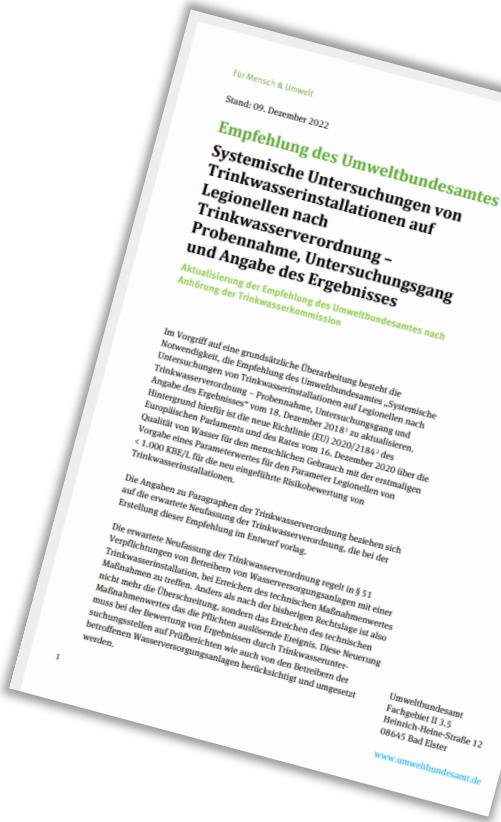 Für Mensch & Umwelt
Stand: 09. Dezember 2022
Empfehlung des Umweltbundesamtes
Systemische Untersuchungen von
Trinkwasserinstallationen auf
Legionellen nach
Trinkwasserverordnung –
Probennahme, Untersuchungsgang
und Angabe des Ergebnisses
Aktualisierung der Empfehlung des Umweltbundesamtes nach
Anhörung der Trinkwasserkommission
Im Vorgriff auf eine grundsätzliche Überarbeitung besteht die
Notwendigkeit, die Empfehlung des Umweltbundesamtes „Systemische
Untersuchungen von Trinkwasserinstallationen auf Legionellen nach
Trinkwasserverordnung – Probennahme, Untersuchungsgang und
Angabe des Ergebnisses“ vom 18. Dezember 2018¹ zu aktualisieren.
Hintergrund hierfür ist die neue Richtlinie (EU) 2020/2184² des
Europäischen Parlaments und des Rates vom 16. Dezember 2020 über die
Qualität von Wasser für den menschlichen Gebrauch mit der erstmaligen
Vorgabe eines Parameterwertes für den Parameter Legionellen von
< 1.000 KBE/L für die neu eingeführte Risikobewertung von
Trinkwasserinstallationen.
Die Angaben zu Paragraphen der Trinkwasserverordnung beziehen sich
auf die erwartete Neufassung der Trinkwasserverordnung, die bei der
Erstellung dieser Empfehlung im Entwurf vorlag.
Die erwartete Neufassung der Trinkwasserverordnung regelt in § 51
Verpflichtungen von Betreibern von Wasserversorgungsanlagen mit einer
Trinkwasserinstallation, bei Erreichen des technischen Maßnahmenwertes
Maßnahmen zu treffen. Anders als nach der bisherigen Rechtslage ist also
nicht mehr die Überschreitung, sondern das Erreichen des technischen
Maßnahmenwertes das die Pflichten auslösende Ereignis. Diese Neuerung
muss bei der Bewertung von Ergebnissen durch Trinkwasserunter-
suchungsstellen auf Prüfberichten wie auch von den Betreibern der
betroffenen Wasserversorgungsanlagen berücksichtigt und umgesetzt
werden.
1
Umweltbundesamt
Fachgebiet II 3.5
Heinrich-Heine-Straße 12
08645 Bad Elster
www.umweltbundesamt.de